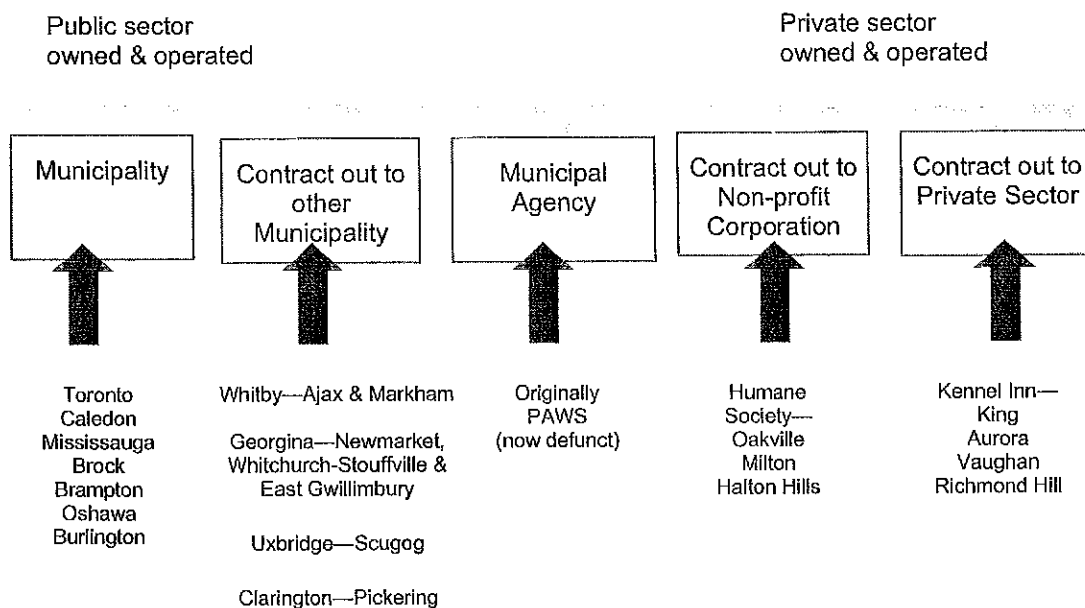 Public sector
owned & operated
Private sector
owned & operated
Municipality
Contract out to
other
Municipality
Municipal
Agency
Contract out to
Non-profit
Corporation
Contract out to
Private Sector
Toronto
Caledon
Mississauga
Brock
Brampton
Oshawa
Burlington
Whitby—Ajax & Markham
Georgina—Newmarket,
Whitchurch-Stouffville &
East Gwillimbury
Uxbridge—Scugog
Clarington—Pickering
Originally
PAWS
(now defunct)
Humane
Society—
Oakville
Milton
Halton Hills
Kennel Inn—
King
Aurora
Vaughan
Richmond Hill